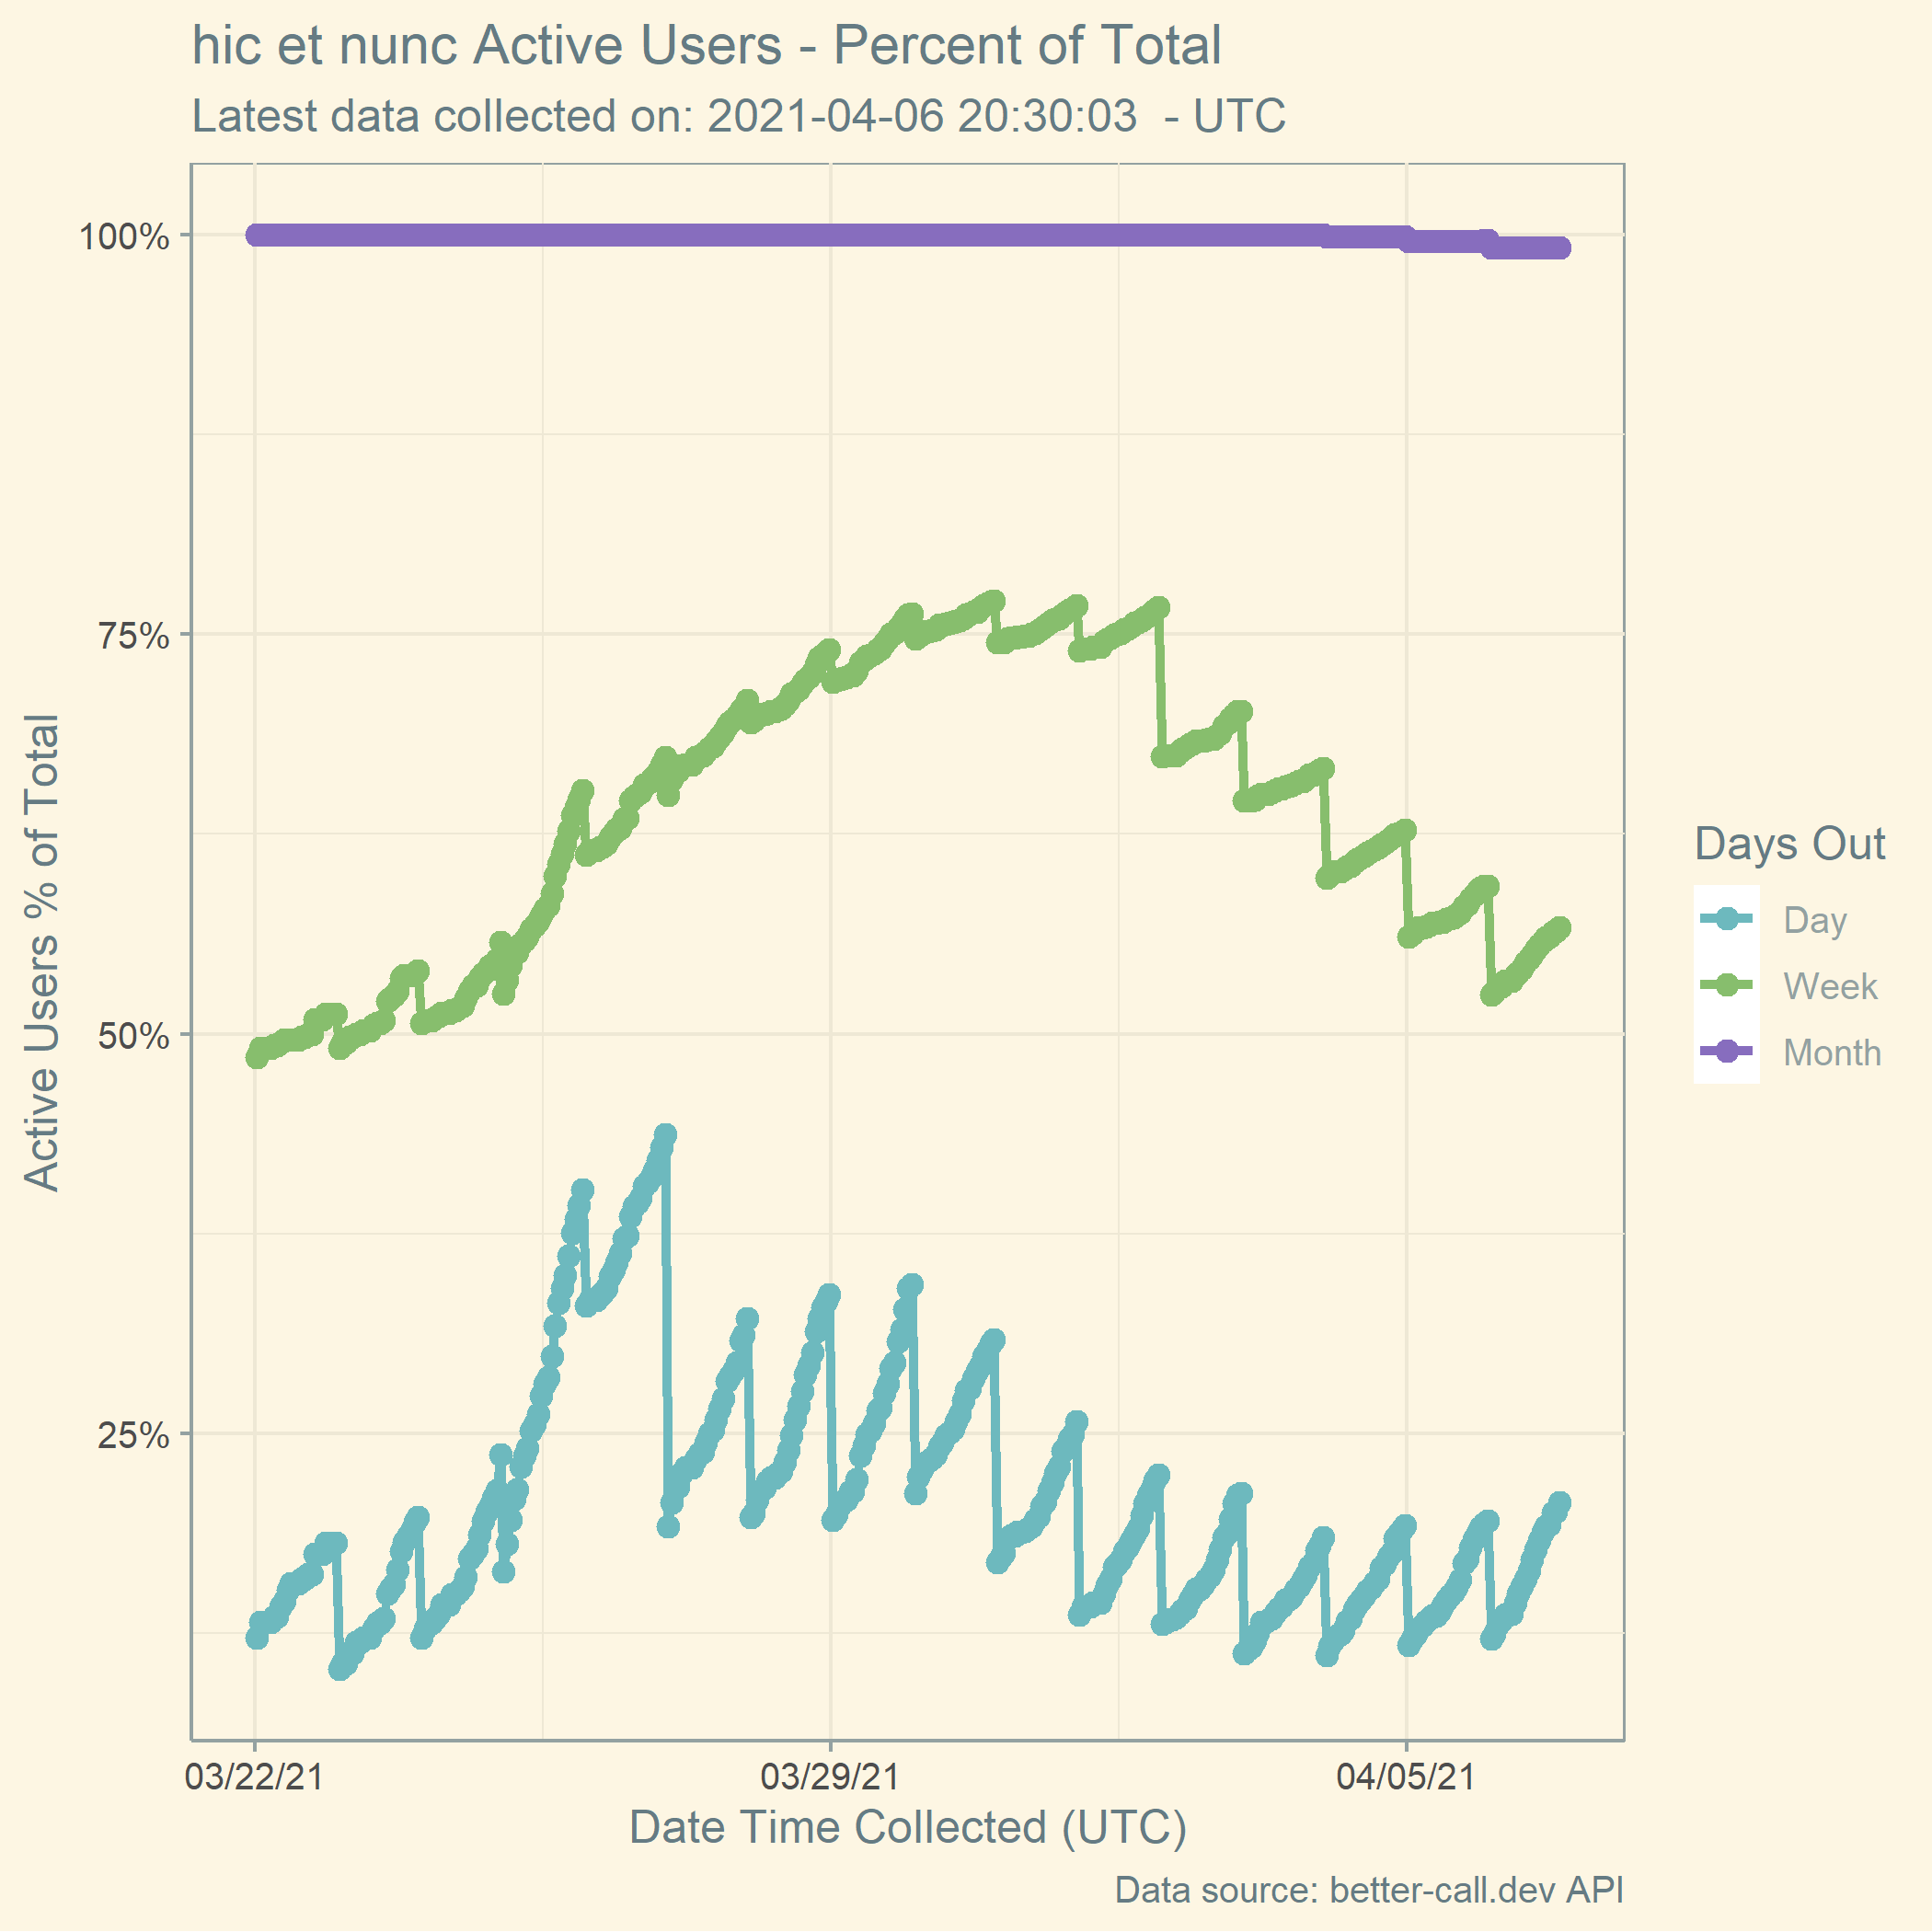 hic et nunc Active Users - Percent of Total
Latest data collected on: 2021-04-06 20:30:03  - UTC
Active Users % of Total
100%
75%
50%
25%
03/22/21
03/29/21
04/05/21
Date Time Collected (UTC)
Days Out
Day
Week
Month
Data source: better-call.dev API